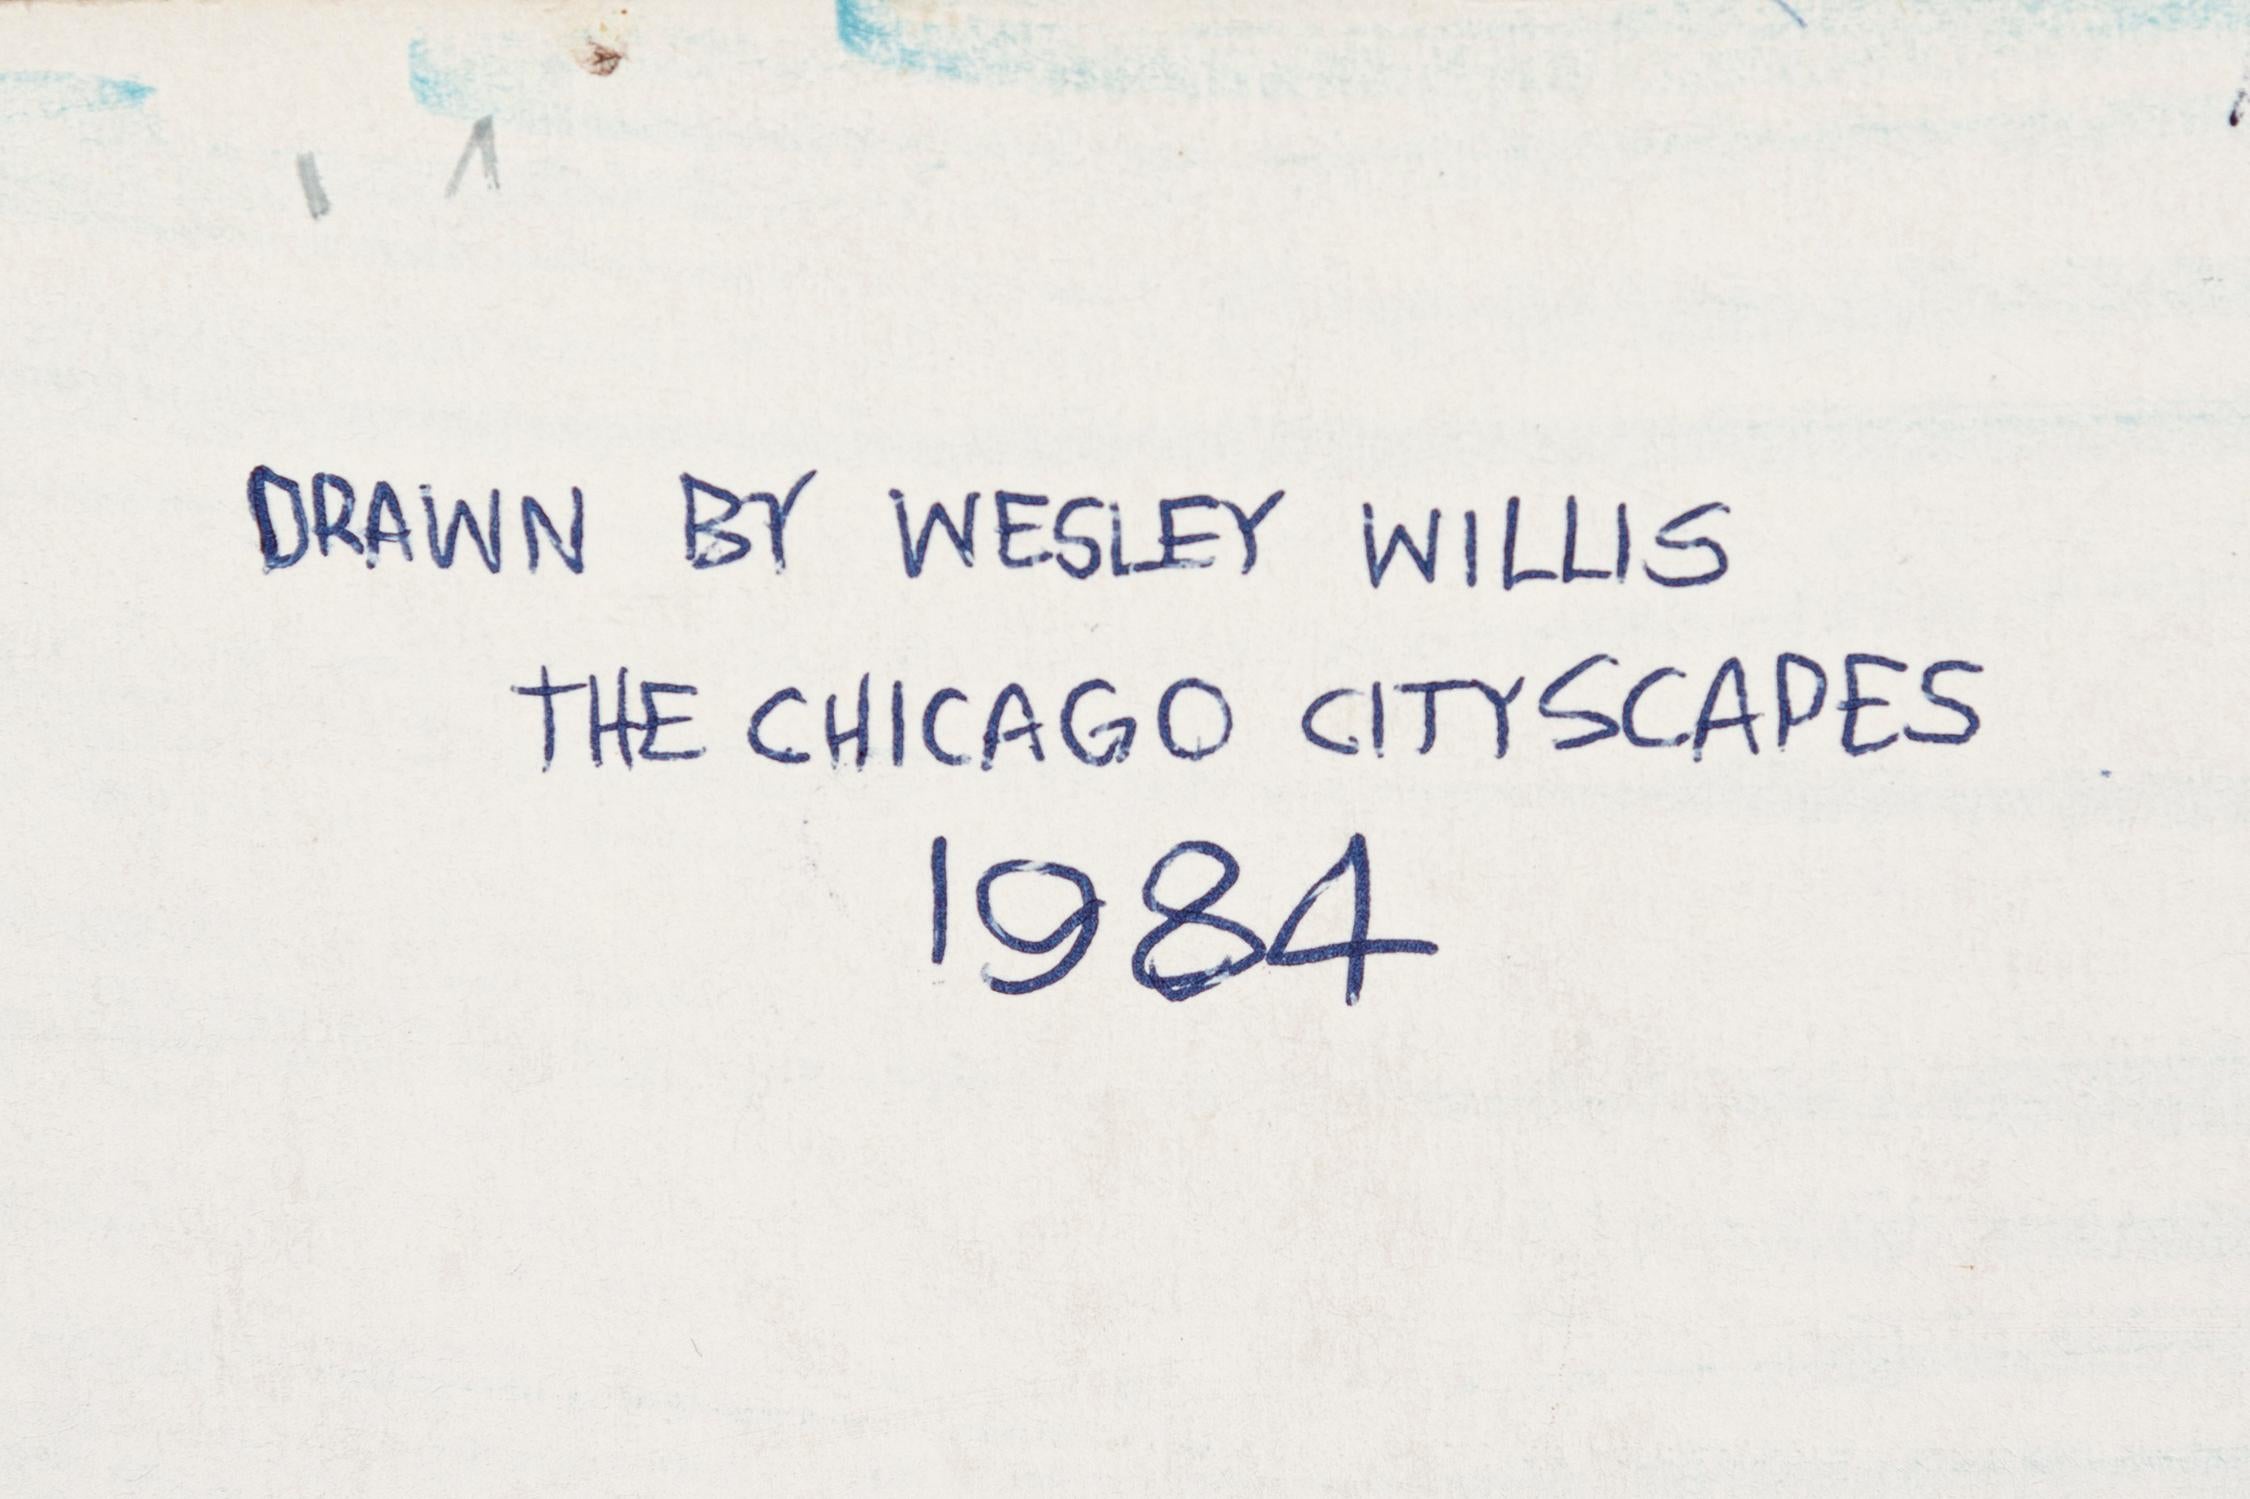 DRAWN BY WESLEY WILLIS
THE CHICAGO CITYSCAPES
1984